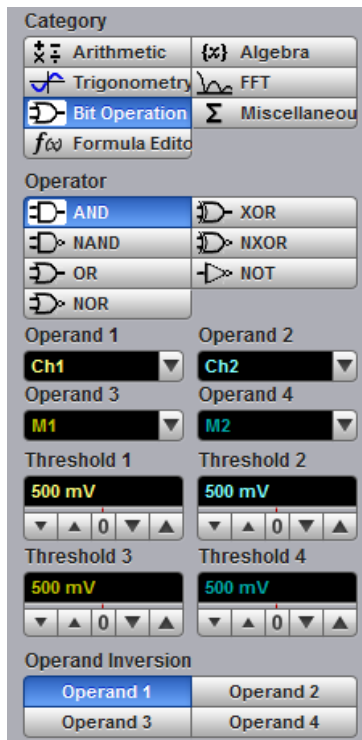 Category
Arithmetic {x} Algebra
Trigonometry FFT
Bit Operation Σ Miscellaneou
f(x) Formula Edito
Operator
AND XOR
NAND NXOR
OR NOT
NOR
Operand 1 Operand 2
Ch1 Ch2
Operand 3 Operand 4
M1 M2
Threshold 1 Threshold 2
500 mV 500 mV
0 0
Threshold 3 Threshold 4
500 mV 500 mV
0 0
Operand Inversion
Operand 1 Operand 2
Operand 3 Operand 4